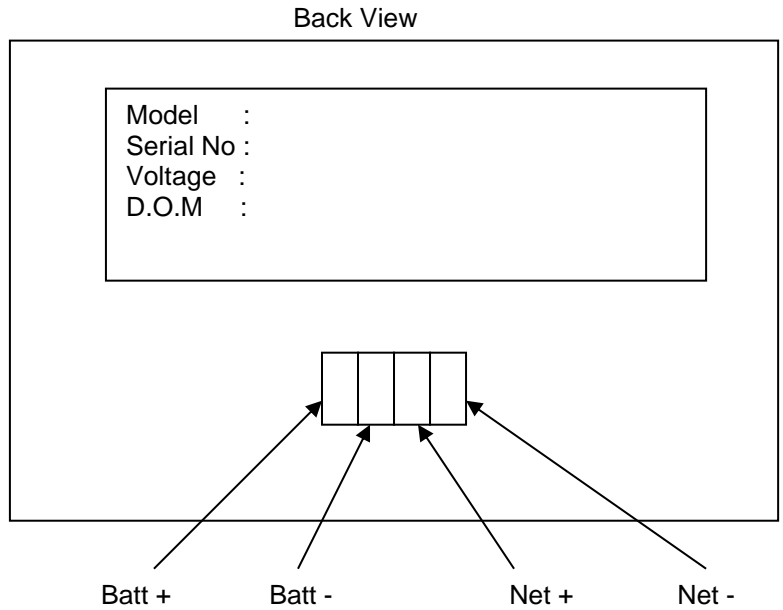 Back View
Model :
Serial No :
Voltage :
D.O.M :
Batt + Batt - Net + Net -